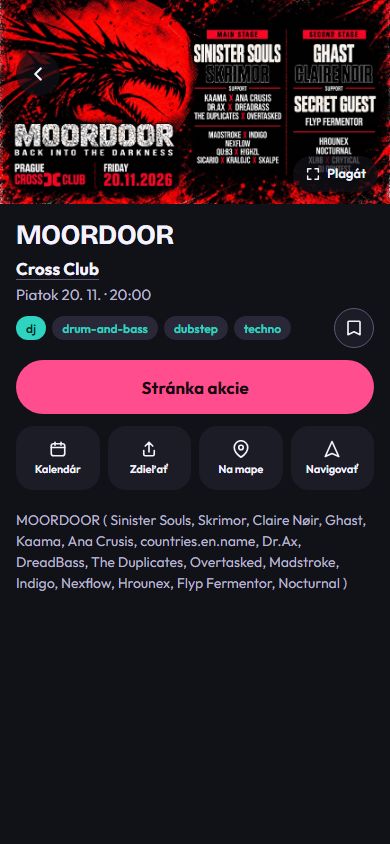 MAIN STAGE
SINISTER SOULS
SKRIMOR
SUPPORT
KAAMA X ANA CRUSIS
DR.AX X DREADBASS
THE DUPLICATES X OVERTASKED
MADSTROKE X INDIGO
NEXFLOW
QU:B3 X H!GHZL
SICARIO X KRALOJC X SKALPE
SECOND STAGE
GHAST
CLAIRE NØIR
SUPPORT
SECRET GUEST
FLYP FERMENTOR
HROUNEX
NOCTURNAL
MOORDOOR
BACK INTO THE DARKNESS
PRAGUE
CROSS CLUB
FRIDAY
20.11.2026
Plagát
MOORDOOR
Cross Club
Piatok 20. 11. · 20:00
dj
drum-and-bass
dubstep
techno
Stránka akcie
Kalendár
Zdieľať
Na mape
Navigovať
MOORDOOR ( Sinister Souls, Skrimor, Claire Nøir, Ghast,
Kaama, Ana Crusis, countries.en.name, Dr.Ax,
DreadBass, The Duplicates, Overtasked, Madstroke,
Indigo, Nexflow, Hrounex, Flyp Fermentor, Nocturnal )